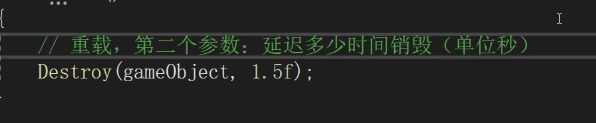 {
// 重载，第二个参数：延迟多少时间销毁（单位秒）
Destroy(gameObject, 1.5f);